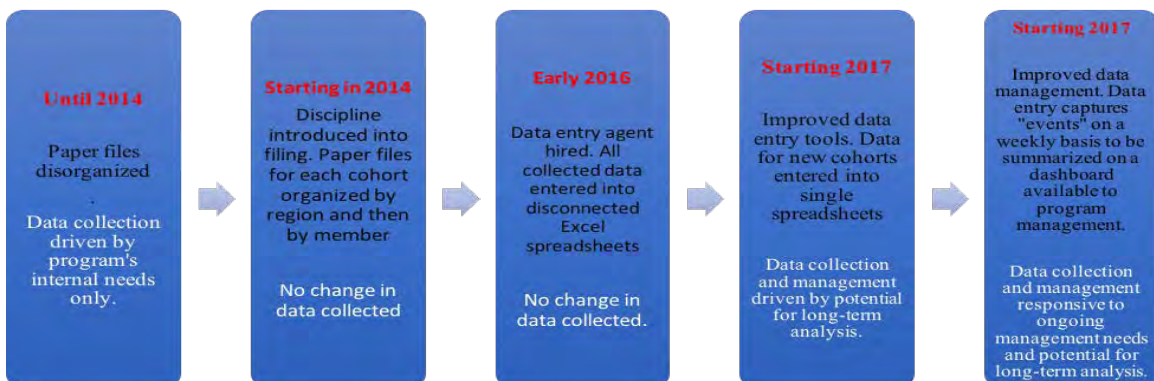 Until 2014
Paper files
disorganized
.
Data collection
driven by
program's
internal needs
only.
Starting in 2014
Discipline
introduced into
filing. Paper files
for each cohort
organized by
region and then
by member
No change in
data collected
Early 2016
Data entry agent
hired. All
collected data
entered into
disconnected
Excel
spreadsheets
No change in
data collected.
Starting 2017
Improved data
entry tools. Data
for new cohorts
entered into
single
spreadsheets
Data collection
and management
driven by potential
for long-term
analysis.
Starting 2017
Improved data
management. Data
entry captures
"events" on a
weekly basis to be
summarized on a
dashboard
available to
program
management.
Data collection
and management
responsive to
ongoing
management needs
and potential for
long-term analysis.